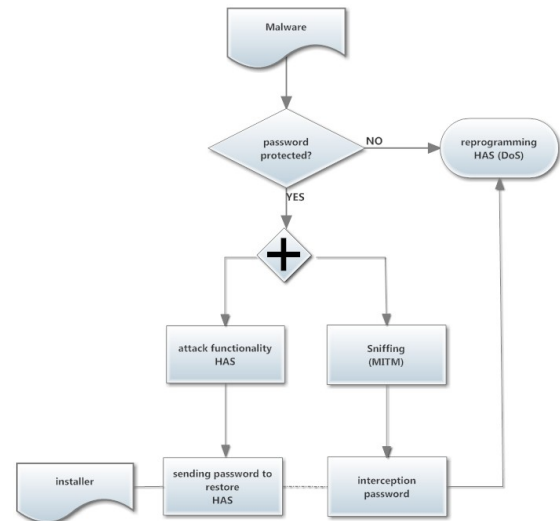 Malware
password
protected?
NO
reprogramming
HAS (DoS)
YES
attack functionality
HAS
Sniffing
(MITM)
installer
sending password to
restore
HAS
interception
password